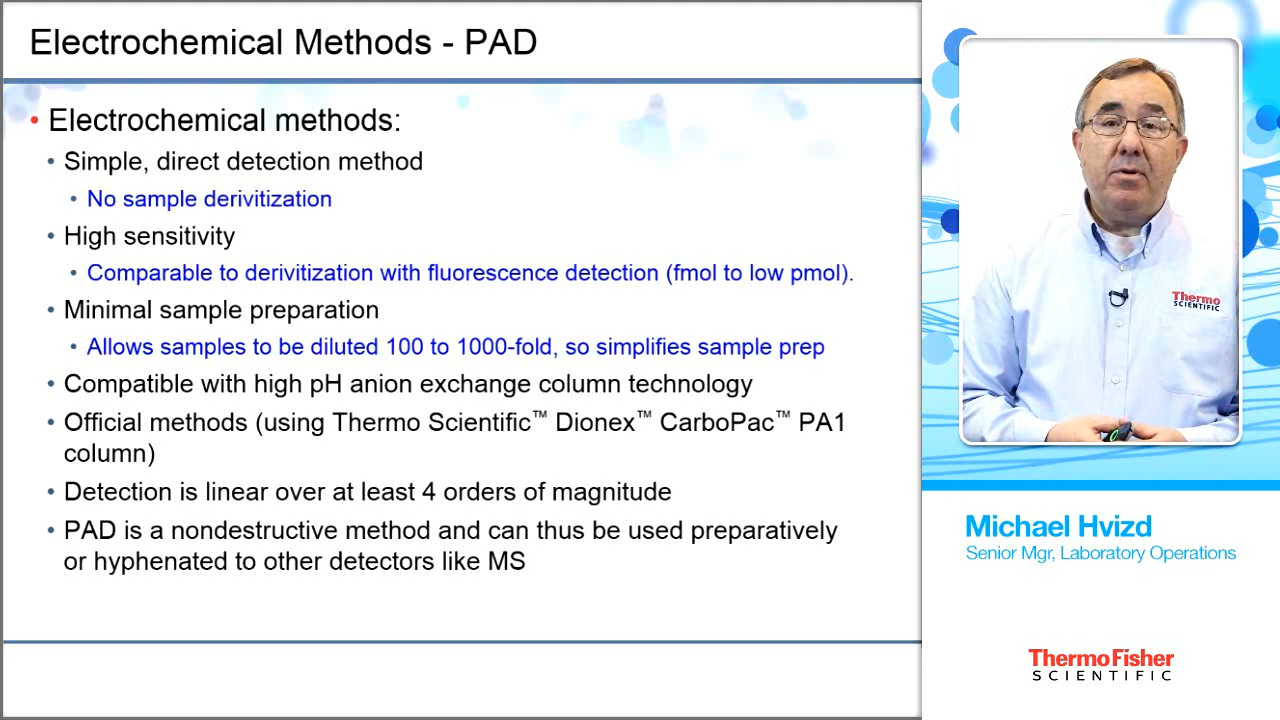 Electrochemical Methods - PAD
• Electrochemical methods:
• Simple, direct detection method
• No sample derivitization
• High sensitivity
• Comparable to derivitization with fluorescence detection (fmol to low pmol).
• Minimal sample preparation
• Allows samples to be diluted 100 to 1000-fold, so simplifies sample prep
• Compatible with high pH anion exchange column technology
• Official methods (using Thermo Scientific™ Dionex™ CarboPac™ PA1
column)
• Detection is linear over at least 4 orders of magnitude
• PAD is a nondestructive method and can thus be used preparatively
or hyphenated to other detectors like MS
Thermo
SCIENTIFIC
Michael Hvizd
Senior Mgr, Laboratory Operations
ThermoFisher
SCIENTIFIC